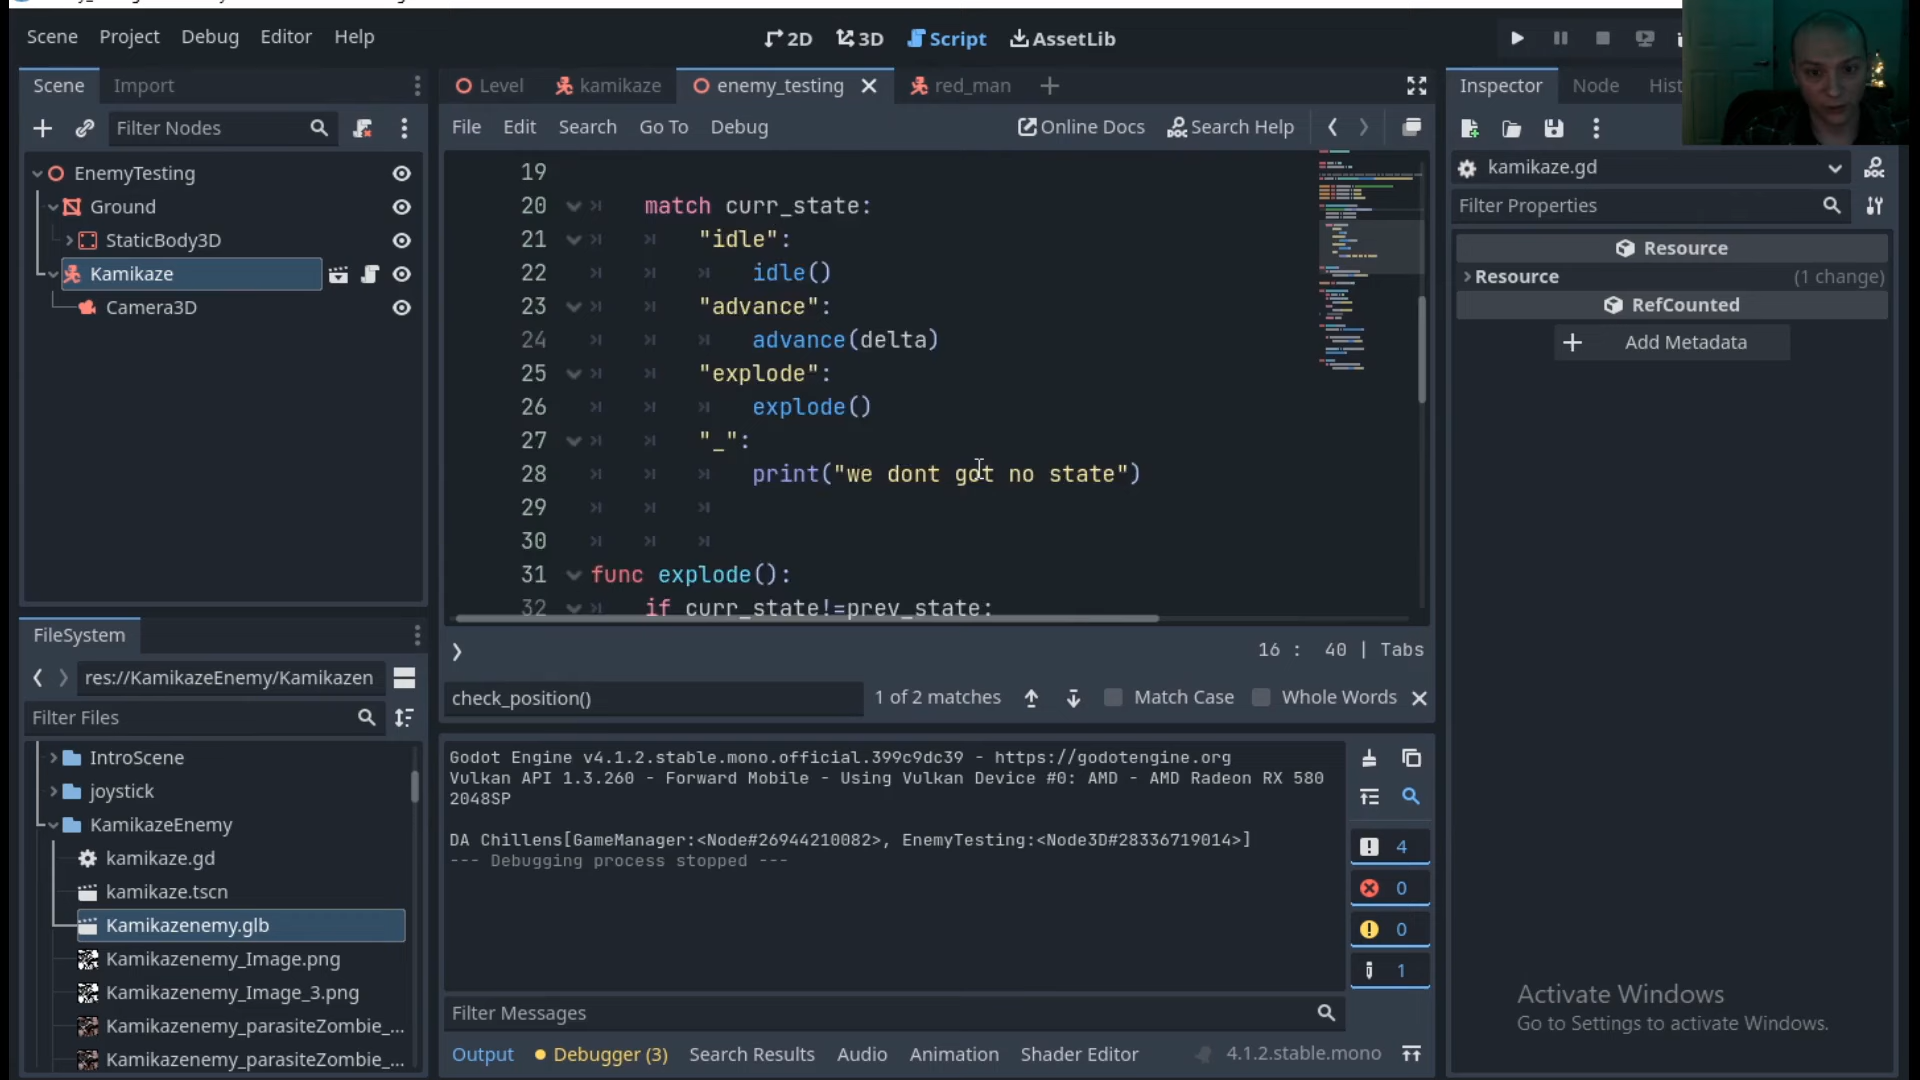 Scene Project Debug Editor Help
2D 3D Script AssetLib
Scene Import
Level kamikaze enemy_testing red_man
Inspector Node Hist
Filter Nodes
File Edit Search Go To Debug
Online Docs Search Help
EnemyTesting
Ground
StaticBody3D
Kamikaze
Camera3D
19
20 match curr_state:
21 "idle":
22 idle()
23 "advance":
24 advance(delta)
25 "explode":
26 explode()
27 "_":
28 print("we dont got no state")
29
30
31 func explode():
32 if curr_state!=prev_state:
16 : 40 | Tabs
check_position()
1 of 2 matches
Match Case
Whole Words
kamikaze.gd
Filter Properties
Resource
Resource (1 change)
RefCounted
Add Metadata
FileSystem
res://KamikazeEnemy/Kamikazen
Filter Files
IntroScene
joystick
KamikazeEnemy
kamikaze.gd
kamikaze.tscn
Kamikazenemy.glb
Kamikazenemy_Image.png
Kamikazenemy_Image_3.png
Kamikazenemy_parasiteZombie_...
Kamikazenemy_parasiteZombie_...
Godot Engine v4.1.2.stable.mono.official.399c9dc39 - https://godotengine.org
Vulkan API 1.3.260 - Forward Mobile - Using Vulkan Device #0: AMD - AMD Radeon RX 580
2048SP
DA Chillens[GameManager:<Node#26944210082>, EnemyTesting:<Node3D#28336719014>]
--- Debugging process stopped ---
4
0
0
1
Filter Messages
Output Debugger (3) Search Results Audio Animation Shader Editor
4.1.2.stable.mono
Activate Windows
Go to Settings to activate Windows.